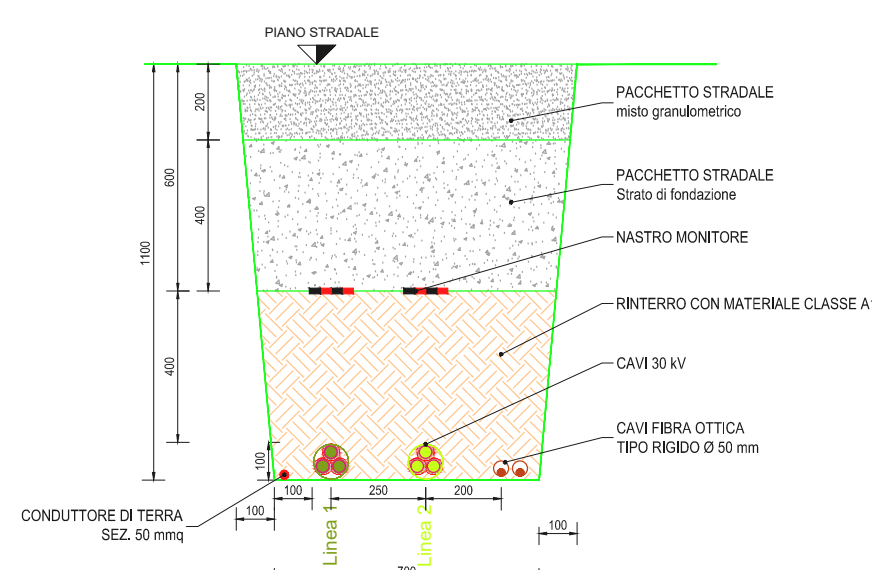 PIANO STRADALE
200
PACCHETTO STRADALE
misto granulometrico
600
PACCHETTO STRADALE
Strato di fondazione
400
NASTRO MONITORE
1100
RINTERRO CON MATERIALE CLASSE A1
400
CAVI 30 kV
CAVI FIBRA OTTICA
TIPO RIGIDO Ø 50 mm
100
100
250
200
CONDUTTORE DI TERRA
SEZ. 50 mmq
100
Linea 1
Linea 2
100
700